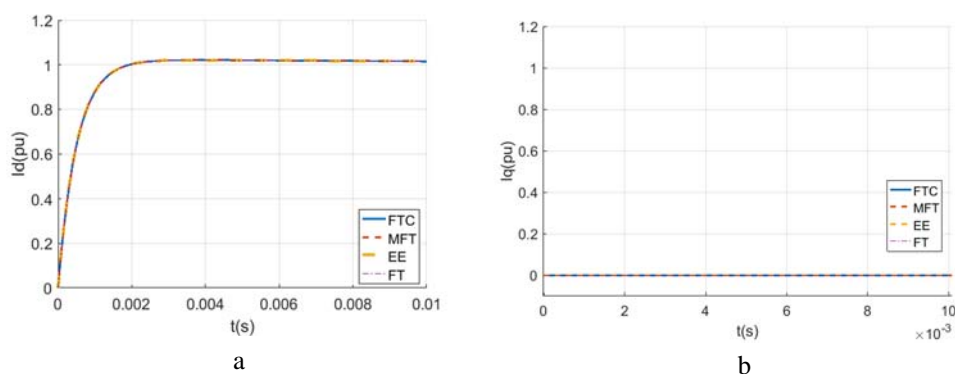 1.2
1
0.8
0.6
0.4
0.2
0
Id(pu)
0 0.002 0.004 0.006 0.008 0.01
t(s)
FTC
MFT
EE
FT
a
1.2
1
0.8
0.6
0.4
0.2
0
Iq(pu)
0 2 4 6 8 10
t(s)
×10⁻³
FTC
MFT
EE
FT
b